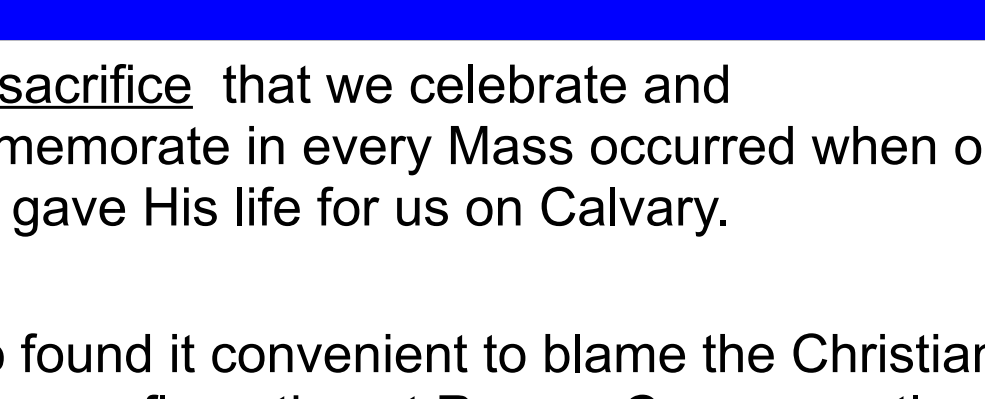 sacrifice that we celebrate and
memorate in every Mass occurred when o
gave His life for us on Calvary.
o found it convenient to blame the Christian